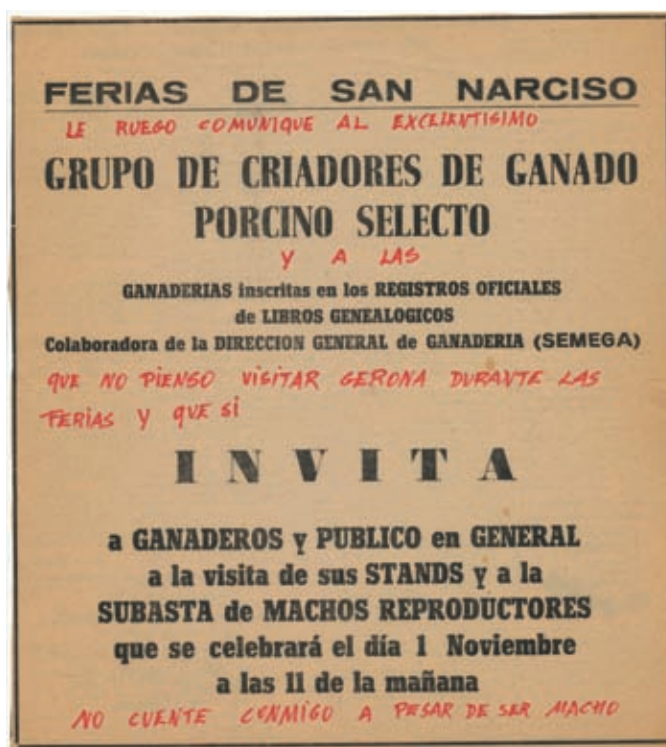 FERIAS DE SAN NARCISO
LE RUEGO COMUNIQUE AL EXCELENTISIMO
GRUPO DE CRIADORES DE GANADO
PORCINO SELECTO
Y A LAS
GANADERIAS inscritas en los REGISTROS OFICIALES
de LIBROS GENEALOGICOS
Colaboradora de la DIRECCION GENERAL de GANADERIA (SEMEGA)
QUE NO PIENSO VISITAR GERONA DURANTE LAS
FERIAS Y QUE SI
INVITA
a GANADEROS y PUBLICO en GENERAL
a la visita de sus STANDS y a la
SUBASTA de MACHOS REPRODUCTORES
que se celebrará el día 1 Noviembre
a las 11 de la mañana
NO CUENTE CONMIGO A PESAR DE SER MACHO